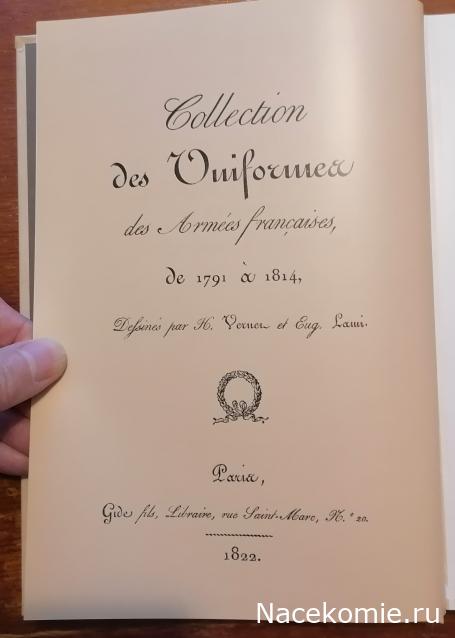 Collection
des Uniformes
des Armées françaises,
de 1791 à 1814,
Dessinés par H. Vernet et Eug. Lami.
Paris,
Gide fils, Libraire, rue Saint-Marc, N.º 20.
1822.
Nacekomie.ru